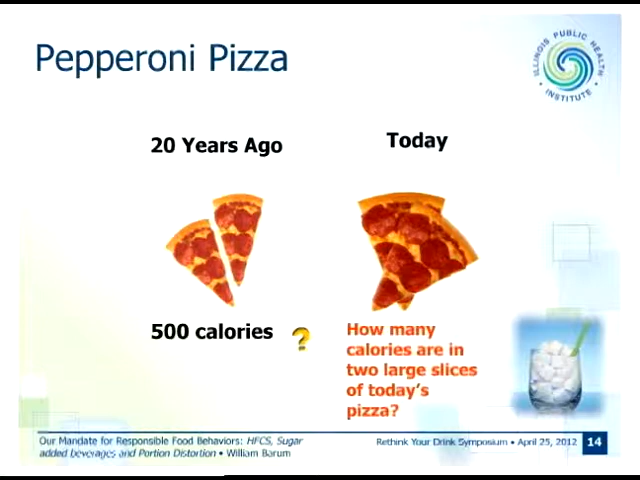 Pepperoni Pizza
ILLINOIS PUBLIC HEALTH
• INSTITUTE •
20 Years Ago
Today
500 calories
?
How many
calories are in
two large slices
of today's
pizza?
Our Mandate for Responsible Food Behaviors: HFCS, Sugar
added beverages and Portion Distortion • William Barum
Rethink Your Drink Symposium • April 25, 2012
14